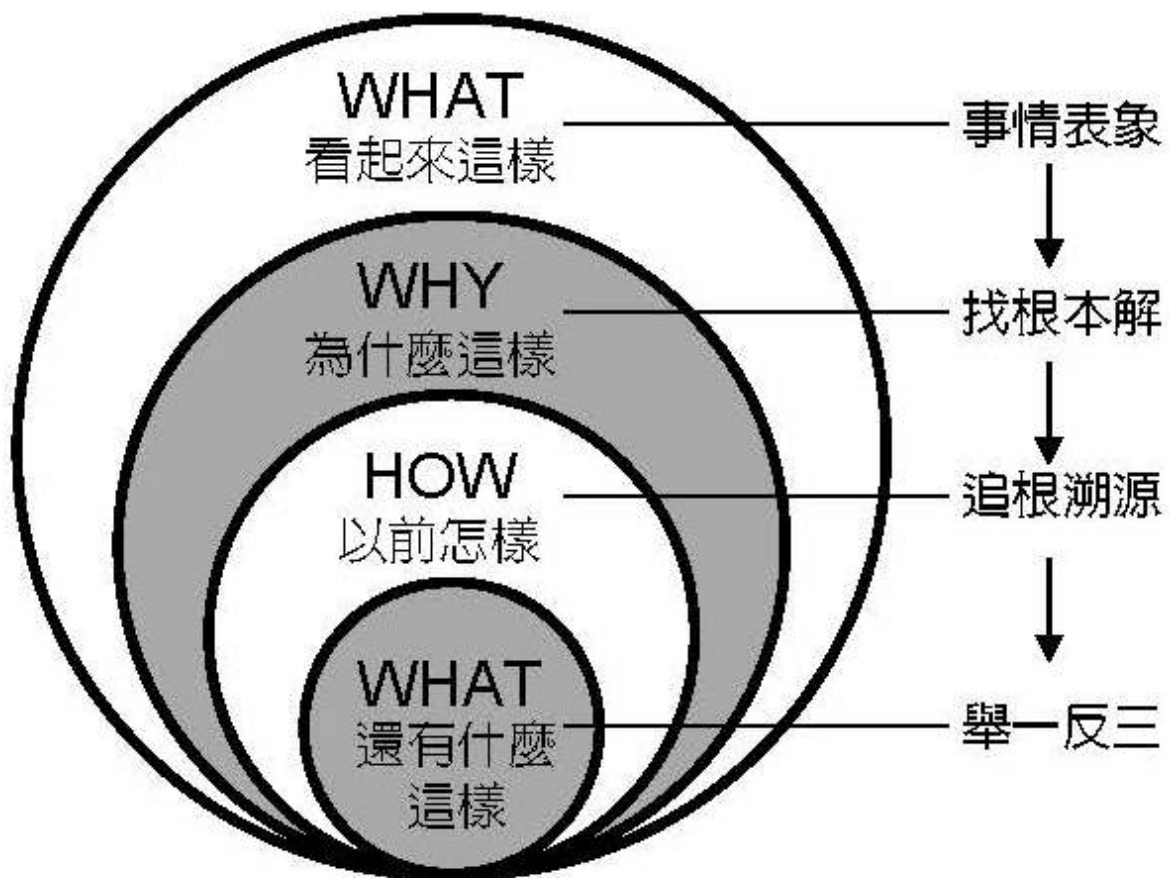 WHAT
看起來這樣
事情表象
WHY
為什麼這樣
找根本解
HOW
以前怎樣
追根溯源
WHAT
還有什麼
這樣
舉一反三